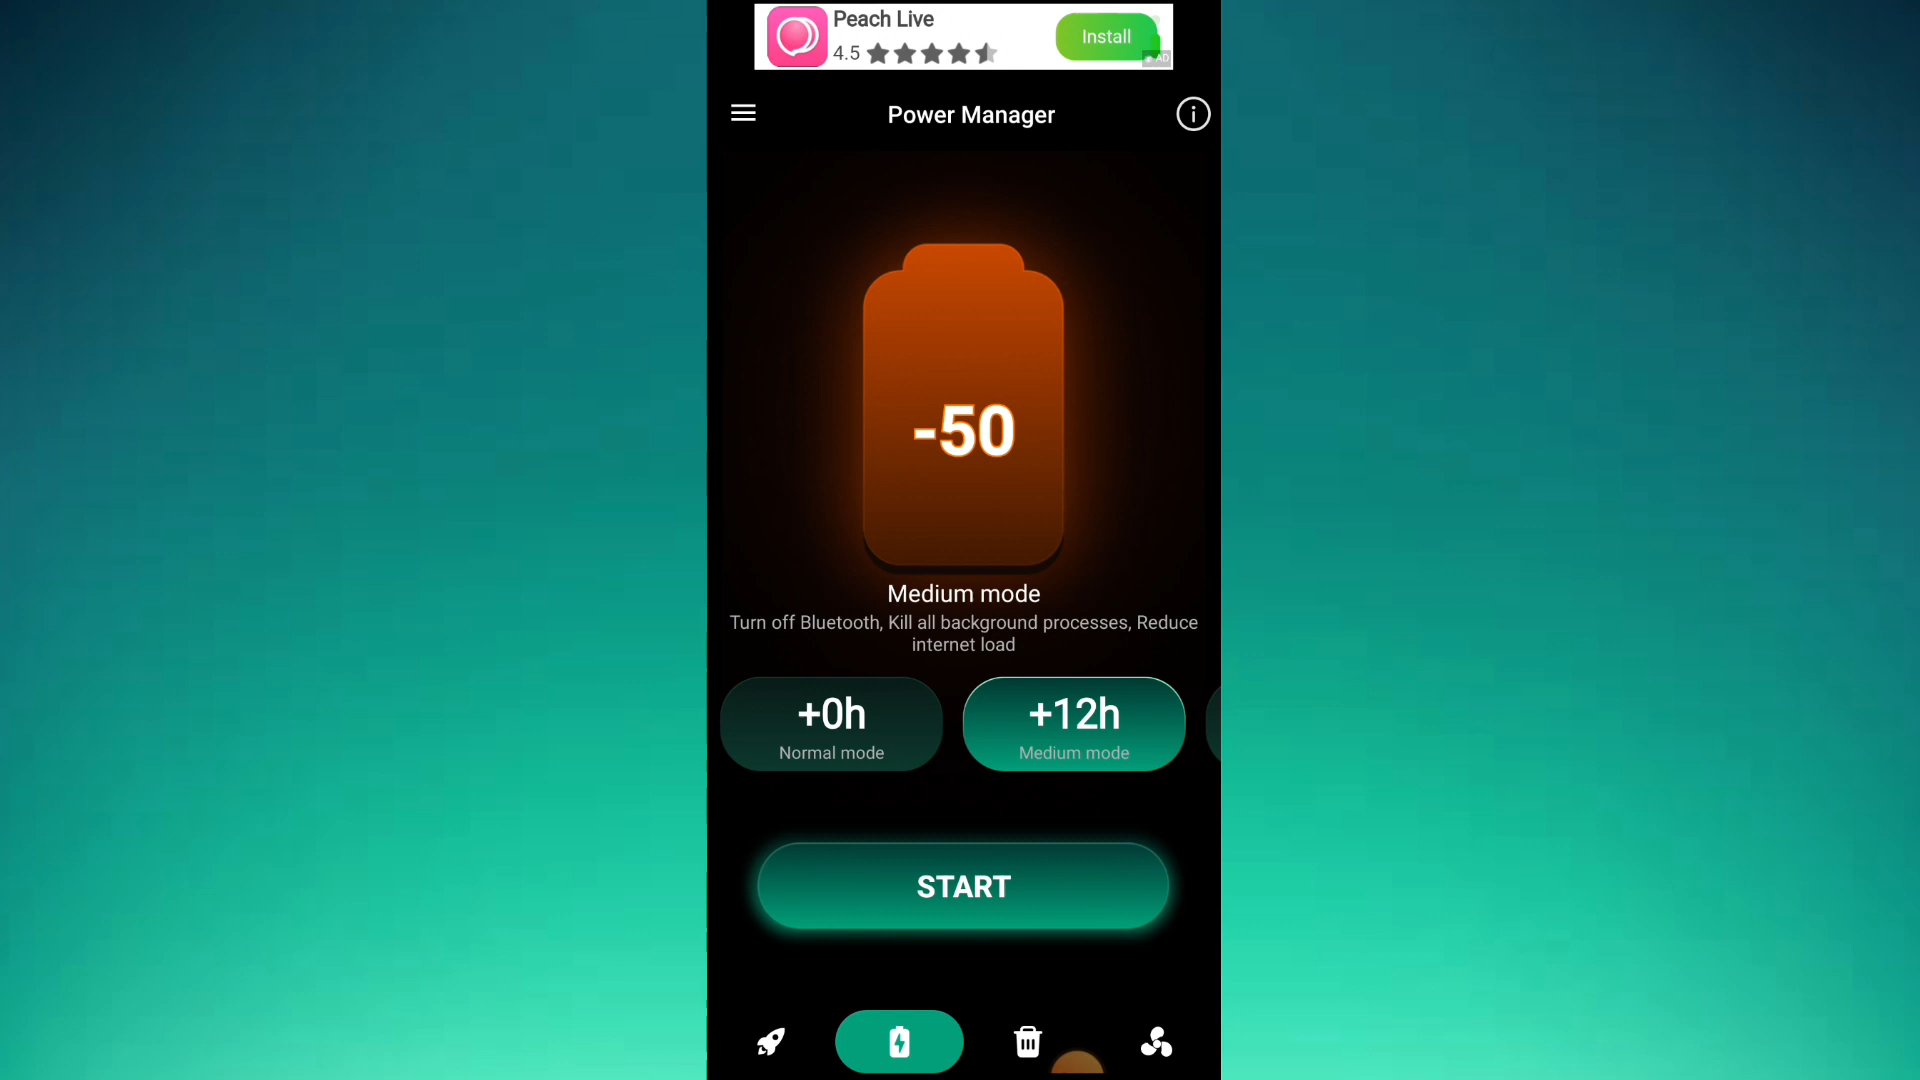 Peach Live
4.5
Install
AD
Power Manager
-50
Medium mode
Turn off Bluetooth, Kill all background processes, Reduce
internet load
+0h
Normal mode
+12h
Medium mode
START